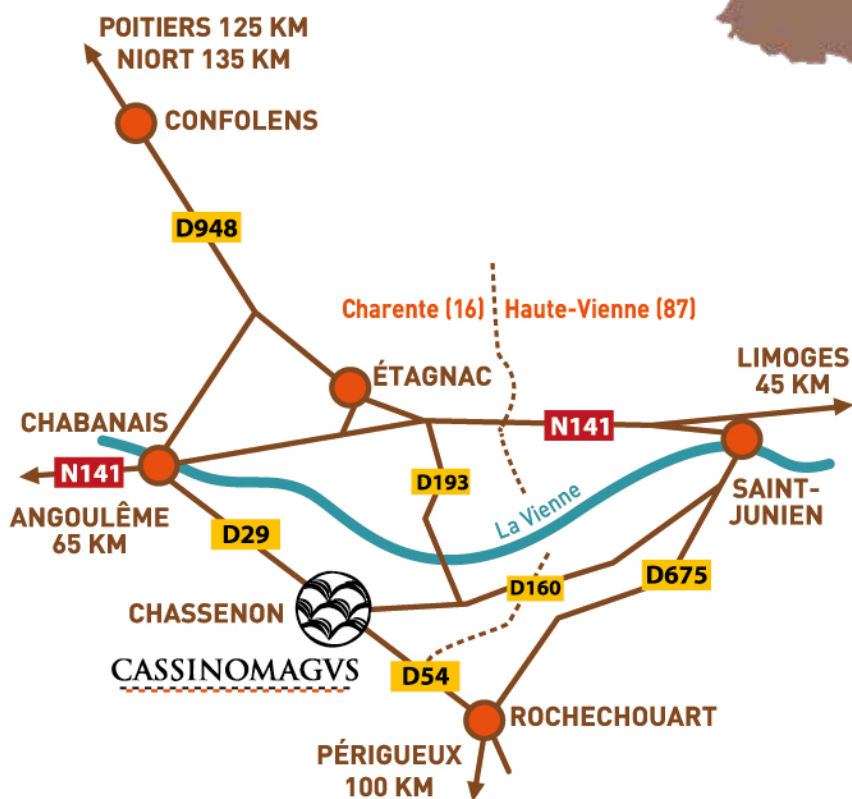 POITIERS 125 KM
NIORT 135 KM
CONFOLENS
D948
Charente (16)
Haute-Vienne (87)
LIMOGES
45 KM
ÉTAGNAC
CHABANAIS
N141
N141
D193
SAINT-
JUNIEN
ANGOULÊME
65 KM
La Vienne
D29
D160
D675
CHASSENON
CASSINOMAGVS
D54
ROCHECHOUART
PÉRIGUEUX
100 KM